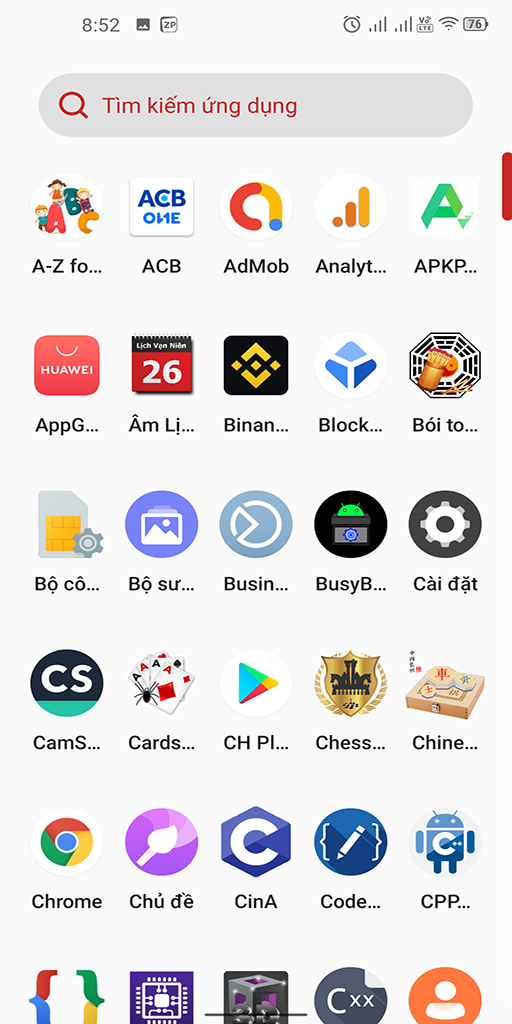 8:52 ZP VoLTE 76
Tìm kiếm ứng dụng
ABC ACB ONE
A-Z fo... ACB AdMob Analyt... APKP...
HUAWEI Lịch Vạn Niên 26
AppG... Âm Lị... Binan... Block... Bói to...
Bộ cô... Bộ sư... Busin... BusyB... Cài đặt
CS A A A A
CamS... Cards... CH Pl... Chess... Chine...
C { } C++
Chrome Chủ đề CinA Code... CPP...
{ } 3D Cxx